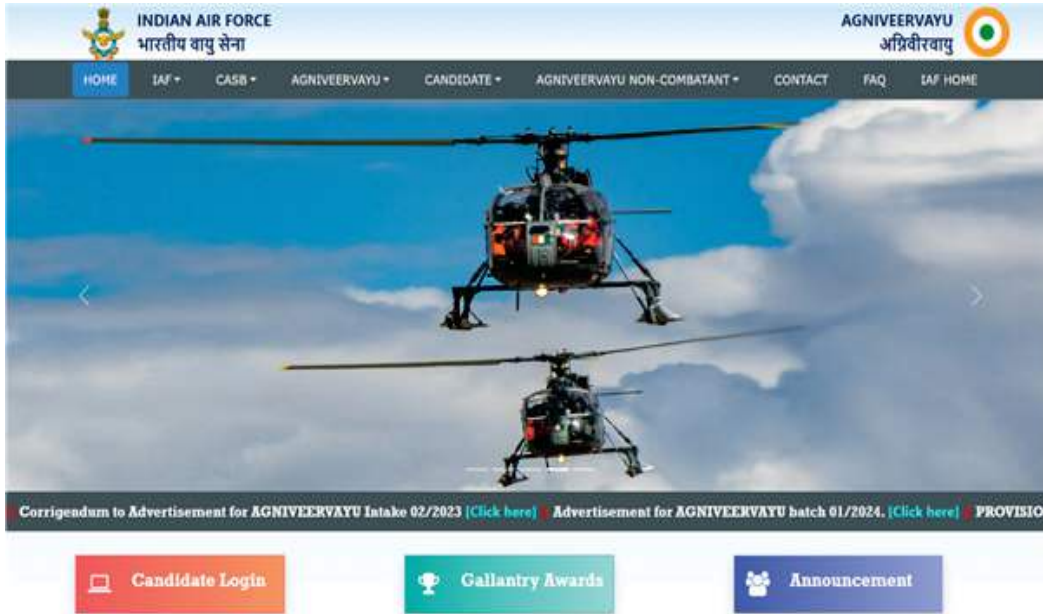 INDIAN AIR FORCE
भारतीय वायु सेना
AGNIVEERVAYU
अग्निवीरवायु
HOME IAF CASB AGNIVEERVAYU CANDIDATE AGNIVEERVAYU NON-COMBATANT CONTACT FAQ IAF HOME
Corrigendum to Advertisement for AGNIVEERVAYU Intake 02/2023 [Click here] Advertisement for AGNIVEERVAYU batch 01/2024. [Click here] PROVISIO
Candidate Login Gallantry Awards Announcement